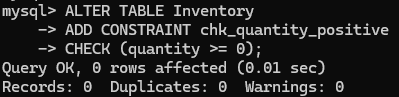 mysql> ALTER TABLE Inventory
    -> ADD CONSTRAINT chk_quantity_positive
    -> CHECK (quantity >= 0);
Query OK, 0 rows affected (0.01 sec)
Records: 0  Duplicates: 0  Warnings: 0